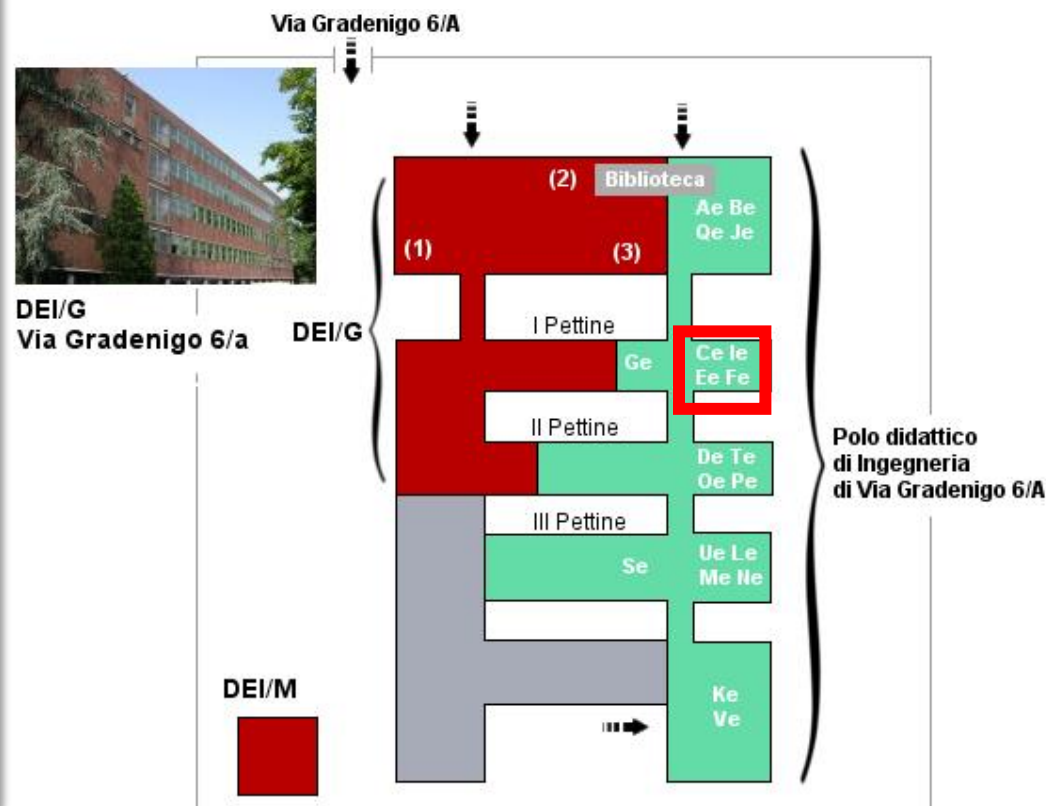 Via Gradenigo 6/A
DEI/G
Via Gradenigo 6/a
DEI/G
(1)
(2)
(3)
Biblioteca
Ae Be
Qe Je
I Pettine
Ge
Ce Ie
Ee Fe
II Pettine
De Te
Oe Pe
Polo didattico
di Ingegneria
di Via Gradenigo 6/A
III Pettine
Se
Ue Le
Me Ne
DEI/M
Ke
Ve